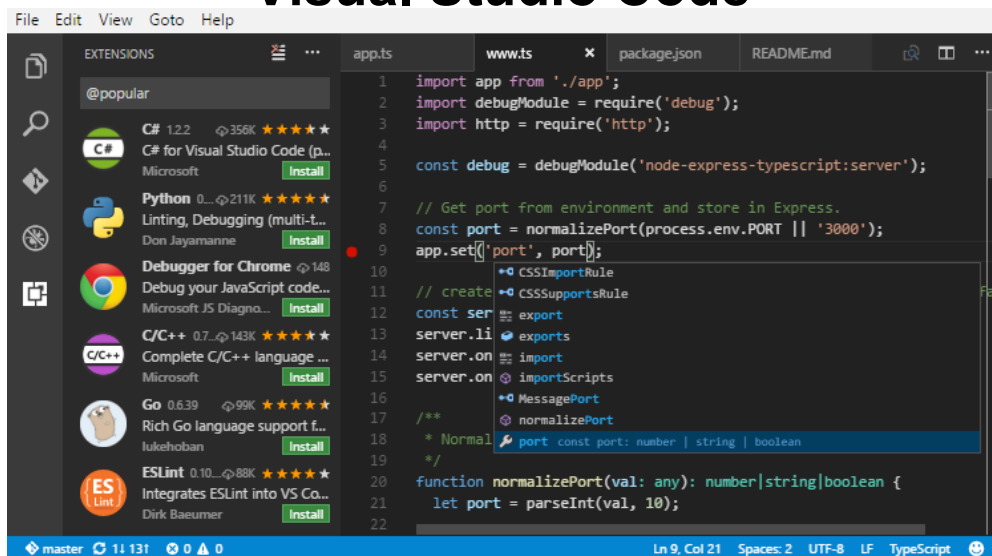 Visual Studio Code
File Edit View Goto Help
EXTENSIONS
@popular
C# 1.2.2 356K
C# for Visual Studio Code (p...
Microsoft Install
Python 0.... 211K
Linting, Debugging (multi-t...
Don Jayamanne Install
Debugger for Chrome 148
Debug your JavaScript code...
Microsoft JS Diagno... Install
C/C++ 0.7... 143K
C/C++
Complete C/C++ language ...
Microsoft Install
Go 0.6.39 99K
Rich Go language support f...
lukehoban Install
ESLint 0.10... 88K
ES
Lint
Integrates ESLint into VS Co...
Dirk Baeumer Install
app.ts www.ts × package.json README.md
1 import app from './app';
2 import debugModule = require('debug');
3 import http = require('http');
4
5 const debug = debugModule('node-express-typescript:server');
6
7 // Get port from environment and store in Express.
8 const port = normalizePort(process.env.PORT || '3000');
9 app.set('port', port);
10
11 // create
12 const ser
13 server.li
14 server.on
15 server.on
16
17 /**
18 * Normal
19 */
20 function normalizePort(val: any): number|string|boolean {
21 let port = parseInt(val, 10);
22
CSSImportRule
CSSSupportsRule
export
exports
import
importScripts
MessagePort
normalizePort
port const port: number | string | boolean
master 1↓ 13↑ 0 0 Ln 9, Col 21 Spaces: 2 UTF-8 LF TypeScript